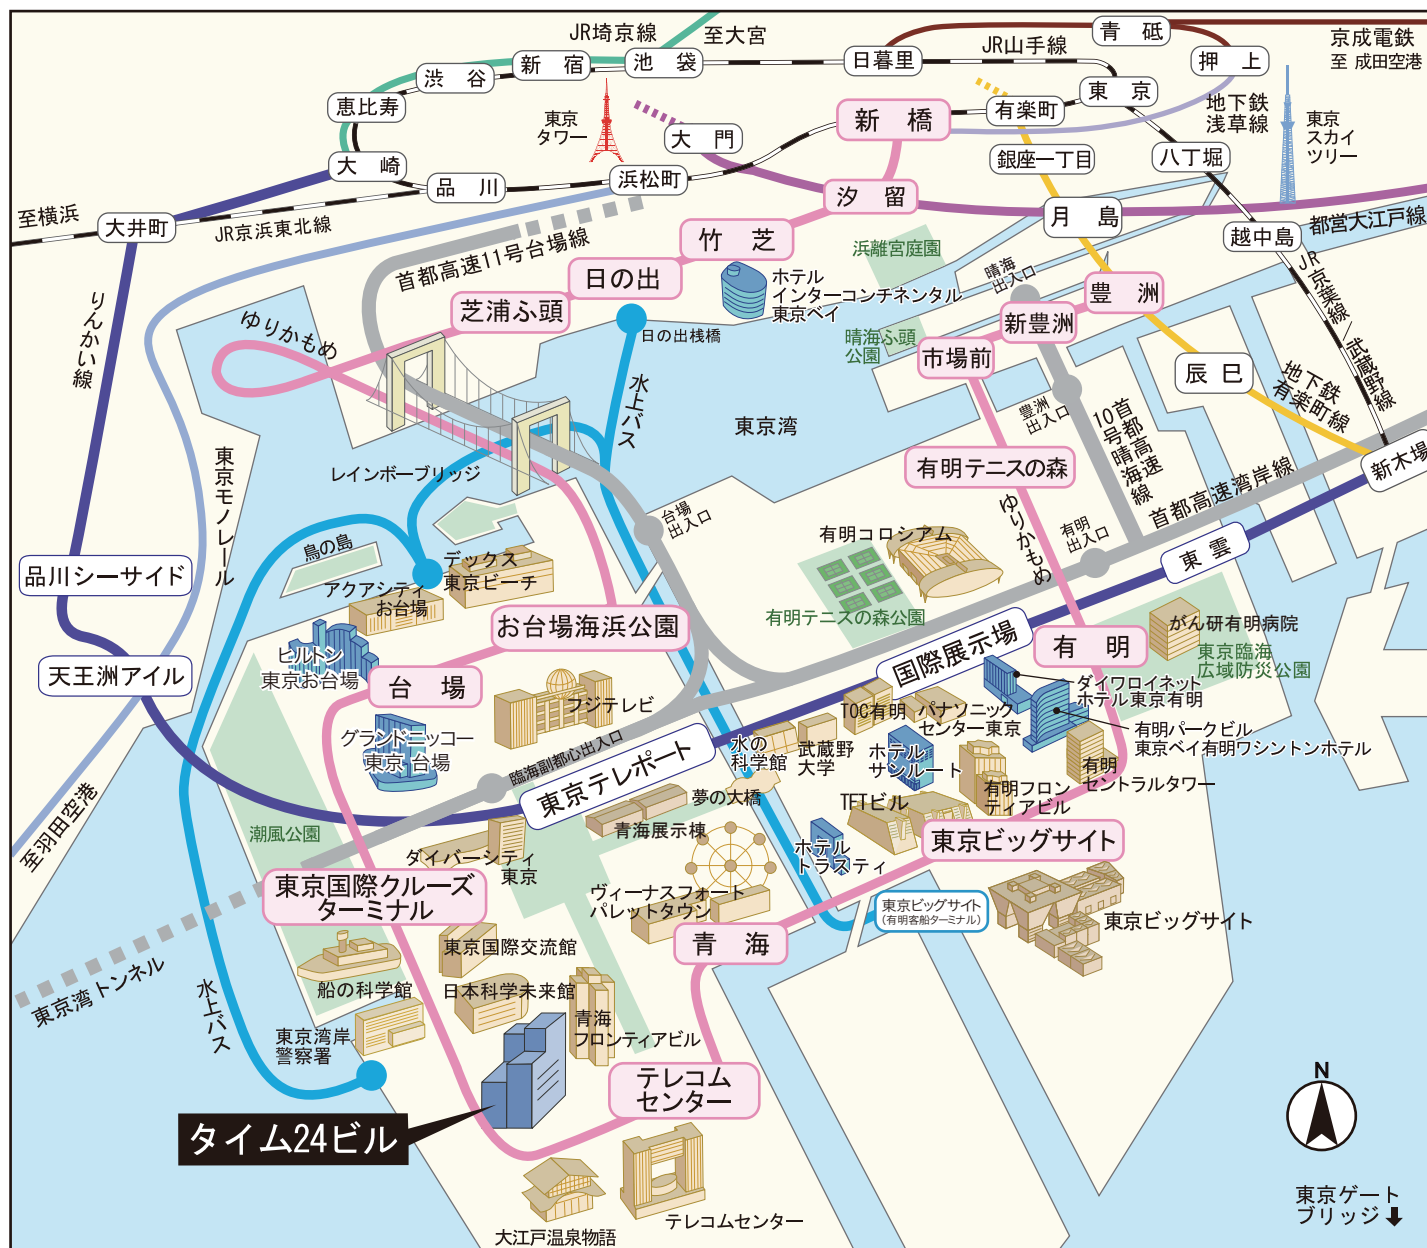 JR埼京線
至大宮
JR山手線
青砥
京成電鉄
至 成田空港
日暮里
押上
池袋
新宿
渋谷
恵比寿
大崎
東京
タワー
大門
新橋
有楽町
東京
地下鉄
浅草線
東京
スカイ
ツリー
銀座一丁目
八丁堀
品川
浜松町
汐留
月島
都営大江戸線
越中島
至横浜
大井町
JR京浜東北線
首都高速11号台場線
竹芝
日の出
芝浦ふ頭
ホテル
インターコンチネンタル
東京ベイ
浜離宮庭園
晴海
出入口
豊洲
新豊洲
市場前
晴海ふ頭
公園
JR京葉線/武蔵野線
りんかい線
ゆりかもめ
日の出桟橋
水上バス
東京湾
辰巳
地下鉄
有楽町線
豊洲
出入口
10号晴海線
首都高速
新木場
有明テニスの森
首都高速湾岸線
東京モノレール
レインボーブリッジ
台場
出入口
ゆりかもめ
有明
出入口
東雲
有明コロシアム
有明テニスの森公園
鳥の島
デックス
東京ビーチ
アクアシティ
お台場
お台場海浜公園
国際展示場
有明
がん研有明病院
東京臨海
広域防災公園
品川シーサイド
天王洲アイル
ヒルトン
東京お台場
台場
フジテレビ
グランドニッコー
東京 台場
臨海副都心出入口
東京テレポート
水の
科学館
武蔵野
大学
TOC有明
パナソニック
センター東京
ホテル
サンルート
ダイワロイネット
ホテル東京有明
有明パークビル
東京ベイ有明ワシントンホテル
有明
セントラルタワー
有明フロン
ティアビル
至羽田空港
潮風公園
夢の大橋
青海展示棟
TFTビル
ホテル
トラスティ
東京ビッグサイト
ダイバーシティ
東京
東京国際クルーズ
ターミナル
ヴィーナスフォート
パレットタウン
青海
東京ビッグサイト
(有明客船ターミナル)
東京ビッグサイト
東京国際交流館
船の科学館
日本科学未来館
青海
フロンティアビル
東京湾トンネル
水上バス
東京湾岸
警察署
テレコム
センター
タイム24ビル
大江戸温泉物語
テレコムセンター
N
東京ゲート
ブリッジ